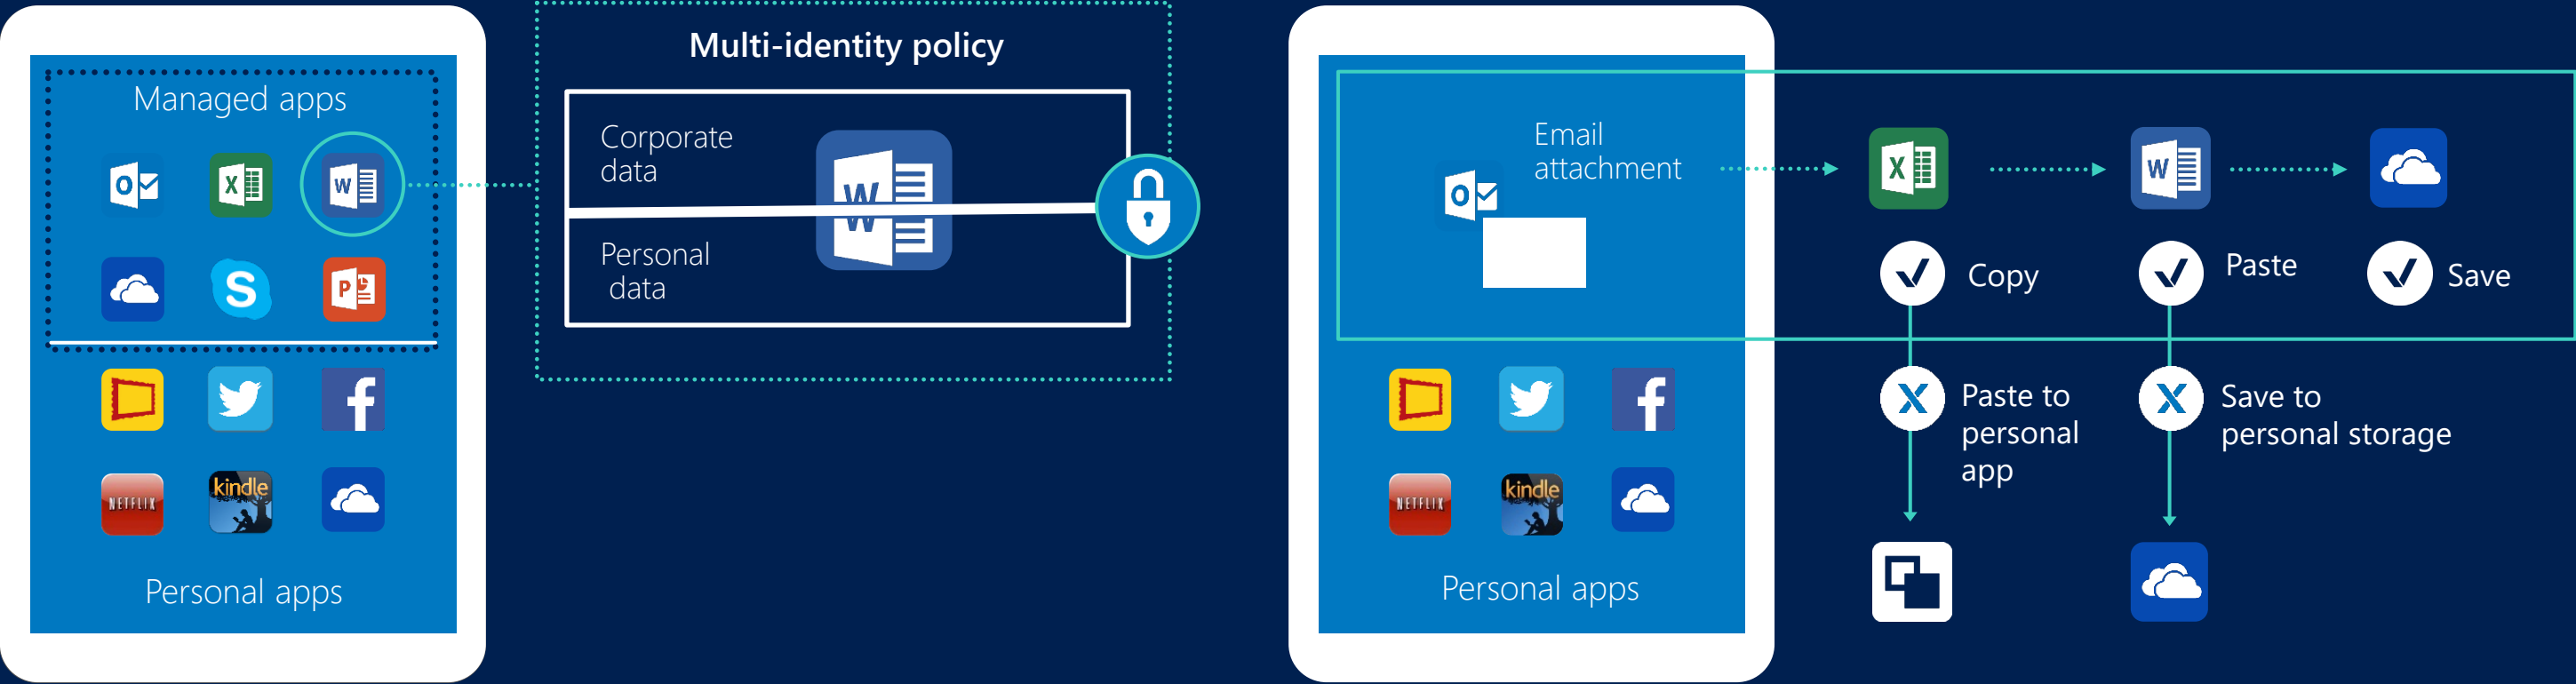 Multi-identity policy
Managed apps
Corporate
data
Personal
data
NETFLIX
kindle
Personal apps
Email
attachment
Copy
Paste
Save
Paste to
personal
app
Save to
personal storage
NETFLIX
kindle
Personal apps